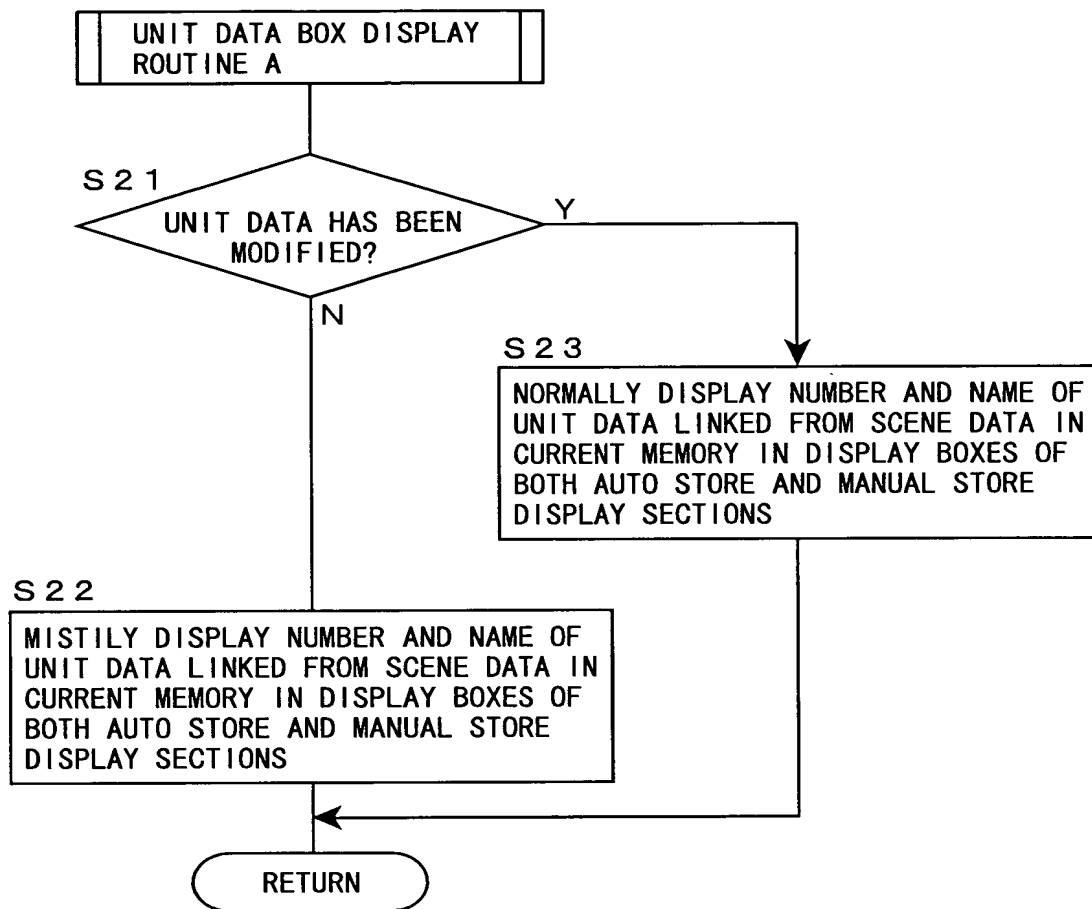 UNIT DATA BOX DISPLAY
ROUTINE A
S21
UNIT DATA HAS BEEN
MODIFIED?
Y
N
S23
NORMALLY DISPLAY NUMBER AND NAME OF
UNIT DATA LINKED FROM SCENE DATA IN
CURRENT MEMORY IN DISPLAY BOXES OF
BOTH AUTO STORE AND MANUAL STORE
DISPLAY SECTIONS
S22
MISTILY DISPLAY NUMBER AND NAME OF
UNIT DATA LINKED FROM SCENE DATA IN
CURRENT MEMORY IN DISPLAY BOXES OF
BOTH AUTO STORE AND MANUAL STORE
DISPLAY SECTIONS
RETURN